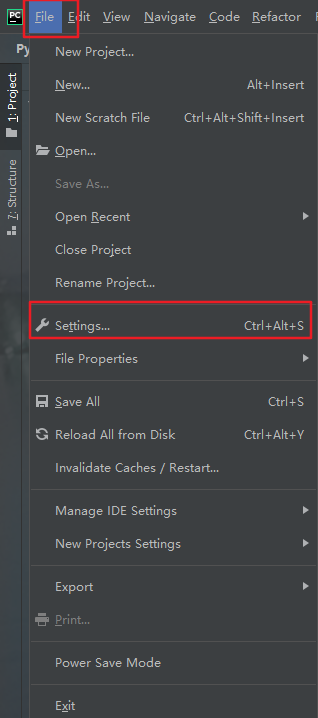 PC File Edit View Navigate Code Refactor
Py
1: Project
7: Structure
New Project...
New... Alt+Insert
New Scratch File Ctrl+Alt+Shift+Insert
Open...
Save As...
Open Recent
Close Project
Rename Project...
Settings... Ctrl+Alt+S
File Properties
Save All Ctrl+S
Reload All from Disk Ctrl+Alt+Y
Invalidate Caches / Restart...
Manage IDE Settings
New Projects Settings
Export
Print...
Power Save Mode
Exit